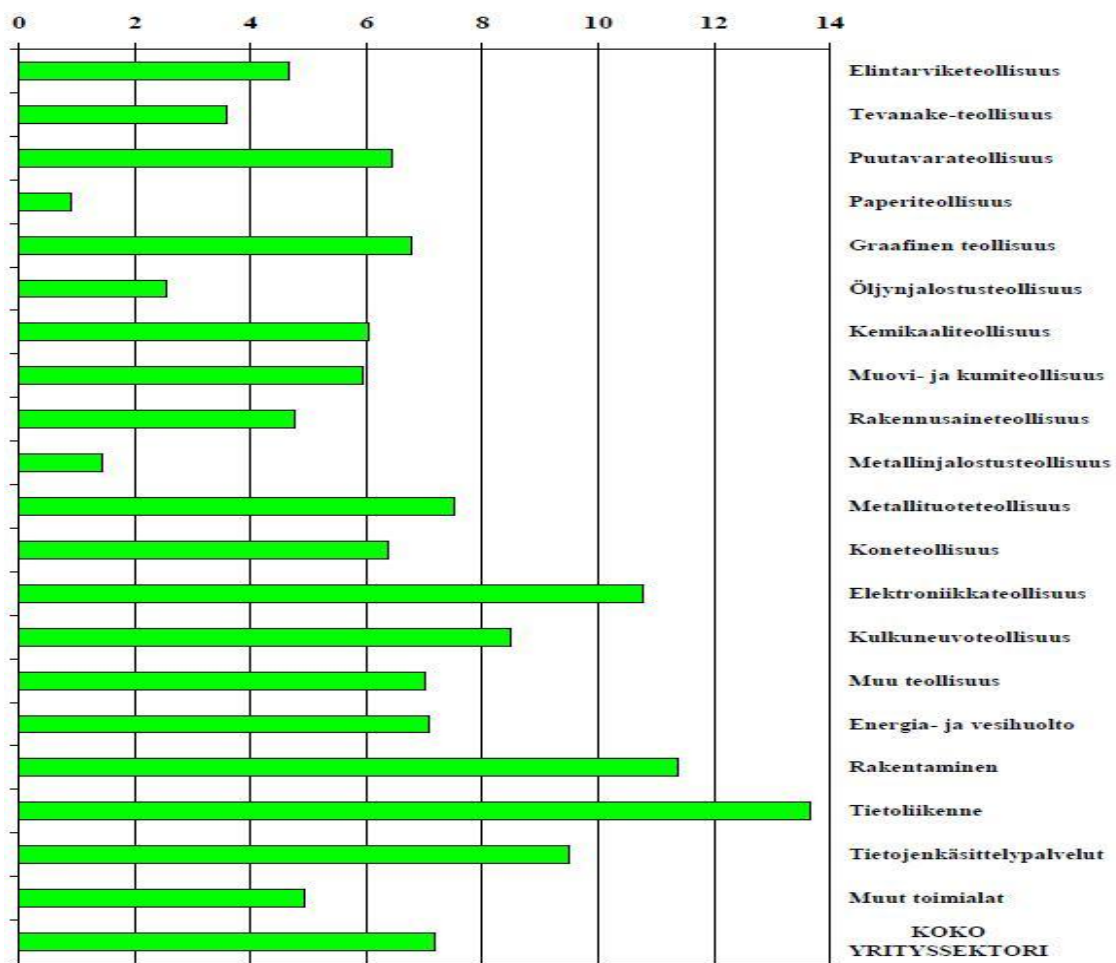 0 2 4 6 8 10 12 14
Elintarviketeollisuus
Tevanake-teollisuus
Puutavarateollisuus
Paperiteollisuus
Graafinen teollisuus
Öljynjalostusteollisuus
Kemikaaliteollisuus
Muovi- ja kumiteollisuus
Rakennusaineteollisuus
Metallinjalostusteollisuus
Metallituoteteollisuus
Koneteollisuus
Elektroniikkateollisuus
Kulkuneuvoteollisuus
Muu teollisuus
Energia- ja vesihuolto
Rakentaminen
Tietoliikenne
Tietojenkäsittelypalvelut
Muut toimialat
KOKO
YRITYSSEKTORI